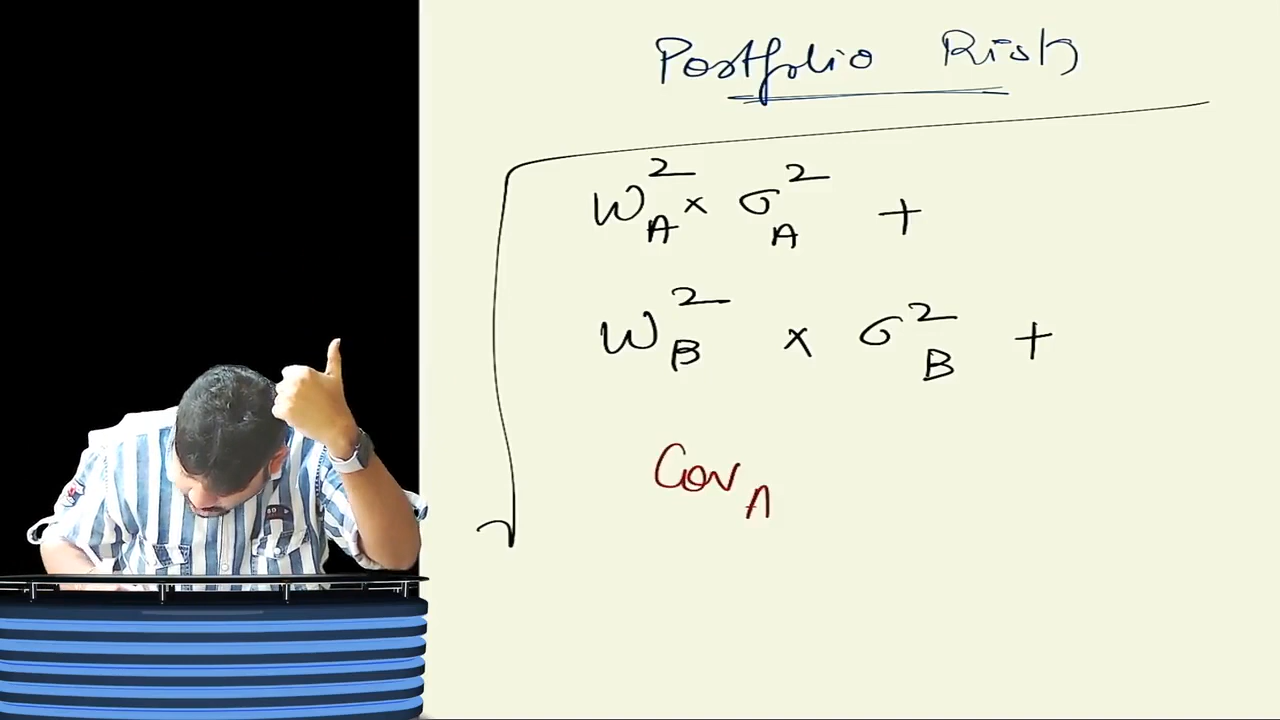 Portfolio Risk
W_A^2 × σ_A^2 +
W_B^2 × σ_B^2 +
Cov_A